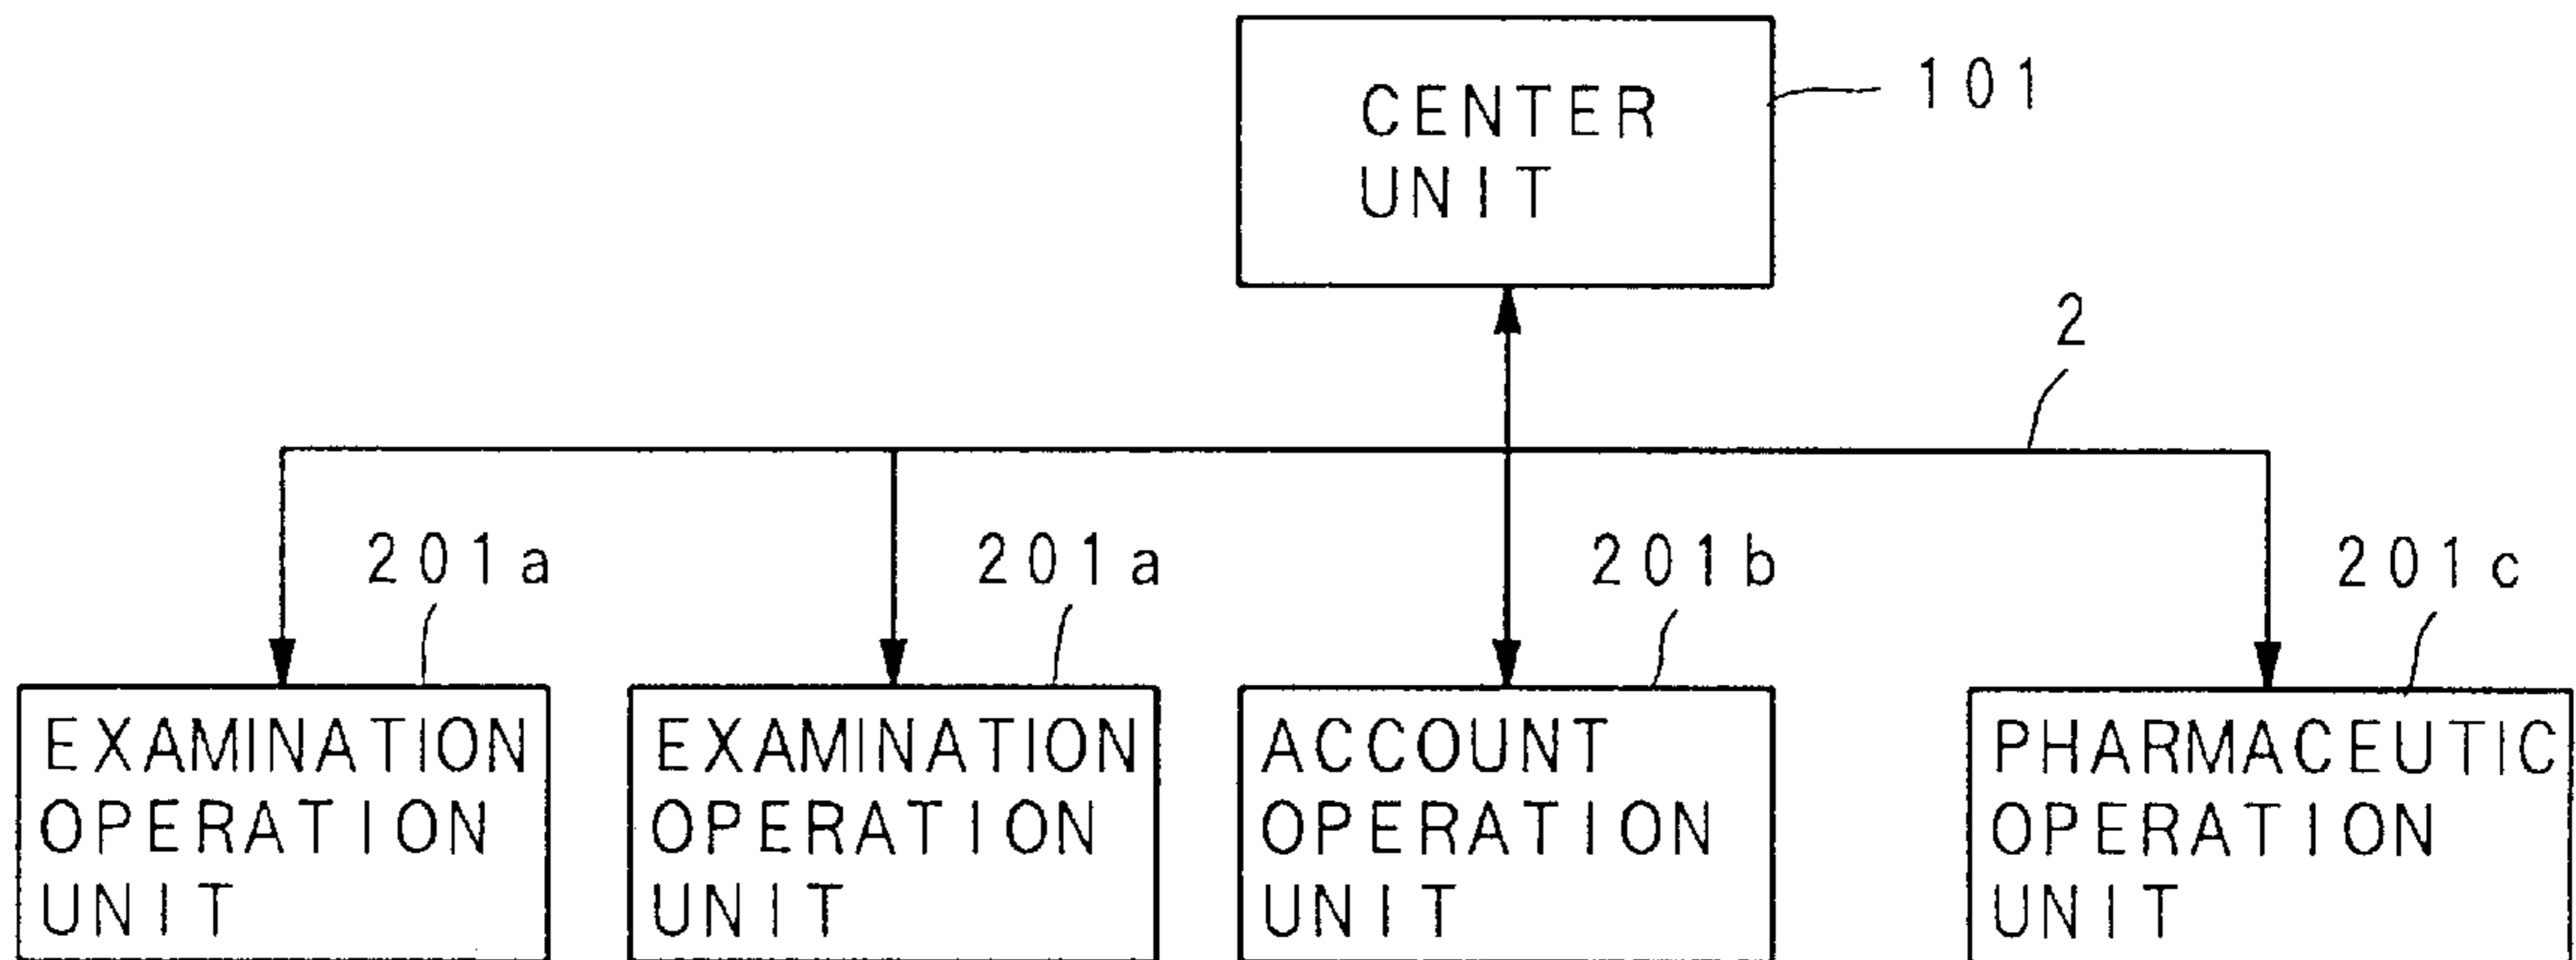 CENTER
UNIT
101
2
201a
201a
201b
201c
EXAMINATION
OPERATION
UNIT
EXAMINATION
OPERATION
UNIT
ACCOUNT
OPERATION
UNIT
PHARMACEUTIC
OPERATION
UNIT